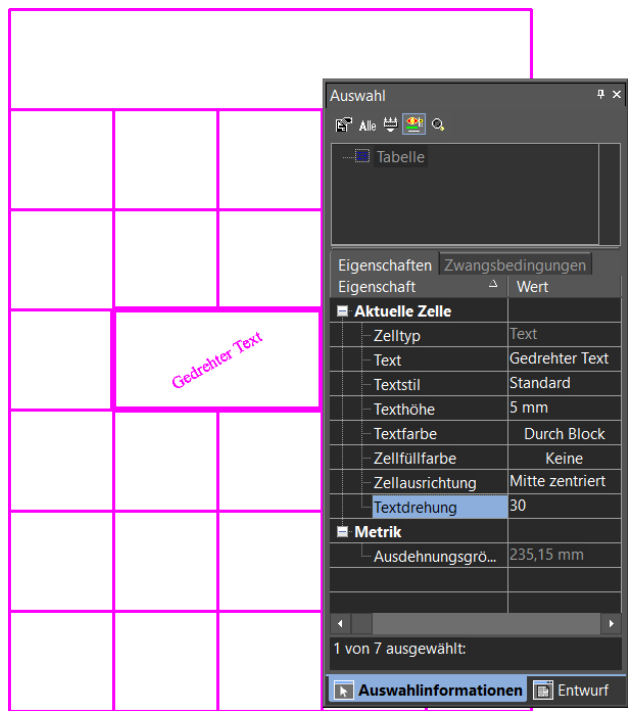 Auswahl
Alle
Tabelle
Eigenschaften Zwangsbedingungen
Eigenschaft Wert
Aktuelle Zelle
Zelltyp Text
Text Gedrehter Text
Textstil Standard
Texthöhe 5 mm
Textfarbe Durch Block
Zellfüllfarbe Keine
Zellausrichtung Mitte zentriert
Textdrehung 30
Metrik
Ausdehnungsgrö... 235,15 mm
1 von 7 ausgewählt:
Auswahlinformationen Entwurf
Gedrehter Text